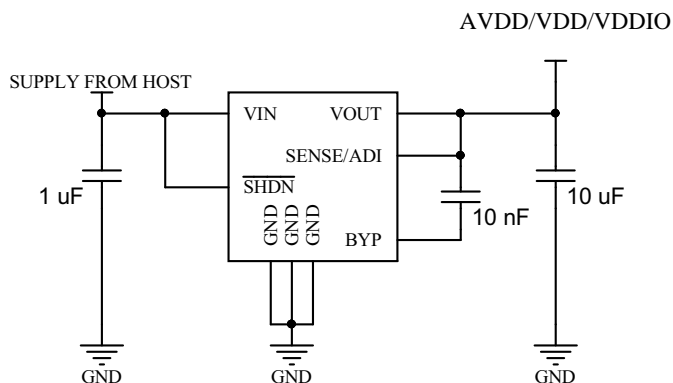 AVDD/VDD/VDDIO
SUPPLY FROM HOST
VIN VOUT
SENSE/ADI
SHDN
1 uF
10 nF
10 uF
GND GND GND
BYP
GND
GND
GND